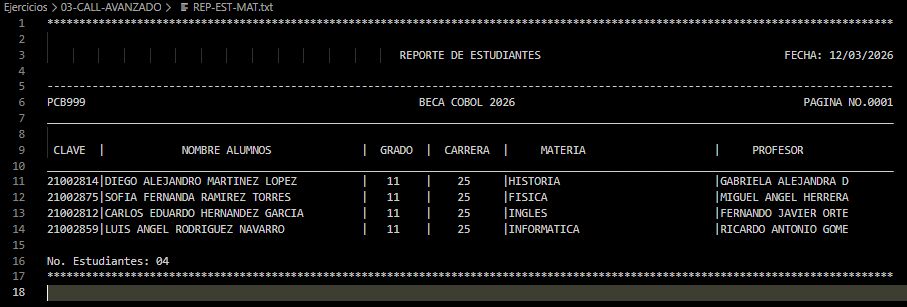 Ejercicios > 03-CALL-AVANZADO > REP-EST-MAT.txt
1 ************************************************************************************************************************************
2
3 REPORTE DE ESTUDIANTES FECHA: 12/03/2026
4
5 ------------------------------------------------------------------------------------------------------------------------------------
6 PCB999 BECA COBOL 2026 PAGINA NO.0001
7 ____________________________________________________________________________________________________________________________________
8
9 CLAVE | NOMBRE ALUMNOS | GRADO | CARRERA | MATERIA | PROFESOR
10 ____________________________________________________________________________________________________________________________________
11 21002814|DIEGO ALEJANDRO MARTINEZ LOPEZ | 11 | 25 |HISTORIA |GABRIELA ALEJANDRA D
12 21002875|SOFIA FERNANDA RAMIREZ TORRES | 11 | 25 |FISICA |MIGUEL ANGEL HERRERA
13 21002812|CARLOS EDUARDO HERNANDEZ GARCIA | 11 | 25 |INGLES |FERNANDO JAVIER ORTE
14 21002859|LUIS ANGEL RODRIGUEZ NAVARRO | 11 | 25 |INFORMATICA |RICARDO ANTONIO GOME
15
16 No. Estudiantes: 04
17 ************************************************************************************************************************************
18